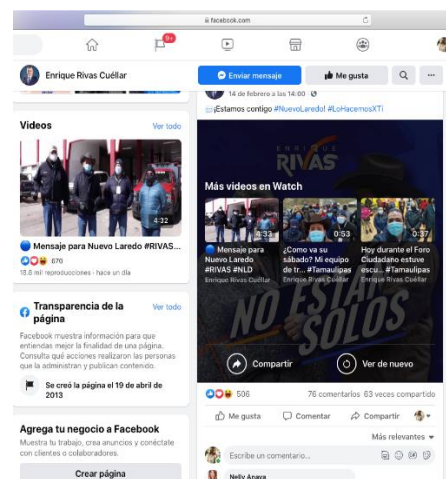 facebook.com
9+
Enrique Rivas Cuéllar
Enviar mensaje
Me gusta
Videos
Ver todo
4:32
Mensaje para Nuevo Laredo #RIVAS...
670
18.6 mil reproducciones · hace un día
Transparencia de la página
Ver todo
Facebook muestra información para que
entiendas mejor la finalidad de una página.
Consulta qué acciones realizaron las personas
que la administran y publican contenido.
Se creó la página el 19 de abril de
2013
Agrega tu negocio a Facebook
Muestra tu trabajo, crea anuncios y conéctate
con clientes o colaboradores.
Crear página
14 de febrero a las 14:00
¡Estamos contigo #NuevoLaredo! #LoHacemosXTi
ENRIQUE
RIVAS
Más videos en Watch
4:33
Mensaje para
Nuevo Laredo
#RIVAS #NLD
Enrique Rivas Cuéllar
0:53
¿Como va su
sábado? Mi equipo
de tr... #Tamaulipas
Enrique Rivas Cuéllar
0:37
Hoy durante el Foro
Ciudadano estuve
escu... #Tamaulipas
Enrique Rivas Cuéllar
NO ESTÁN
SOLOS
Compartir
Ver de nuevo
506
76 comentarios 63 veces compartido
Me gusta
Comentar
Compartir
Más relevantes
Escribe un comentario...
Nelly Anaya